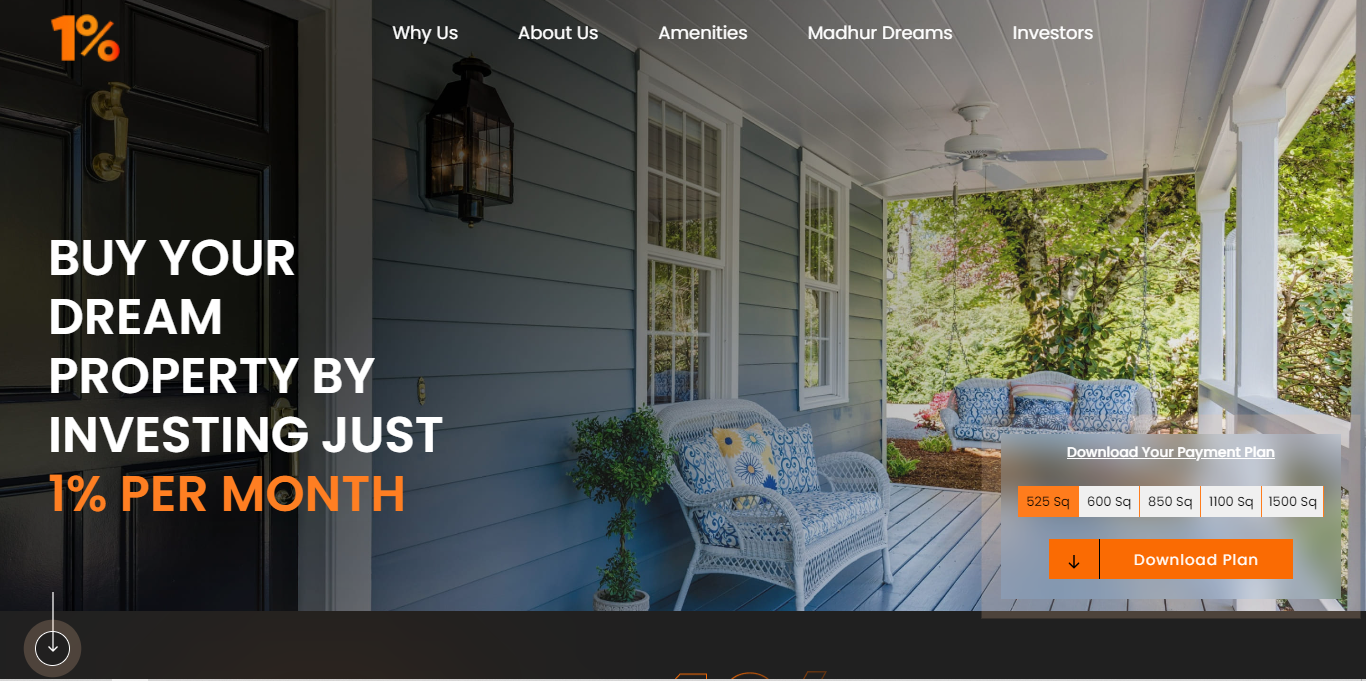 1%
Why Us About Us Amenities Madhur Dreams Investors
BUY YOUR
DREAM
PROPERTY BY
INVESTING JUST
1% PER MONTH
Download Your Payment Plan
525 Sq 600 Sq 850 Sq 1100 Sq 1500 Sq
Download Plan